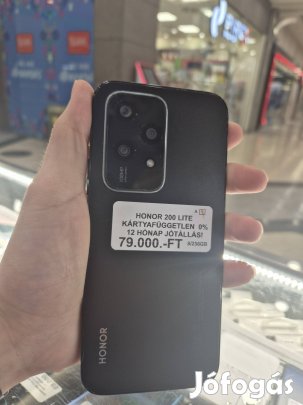 HONOR 200 LITE
KÁRTYAFÜGGETLEN 0%
12 HÓNAP JÓTÁLLÁS!
79.000.-FT
HONOR
Jófogás